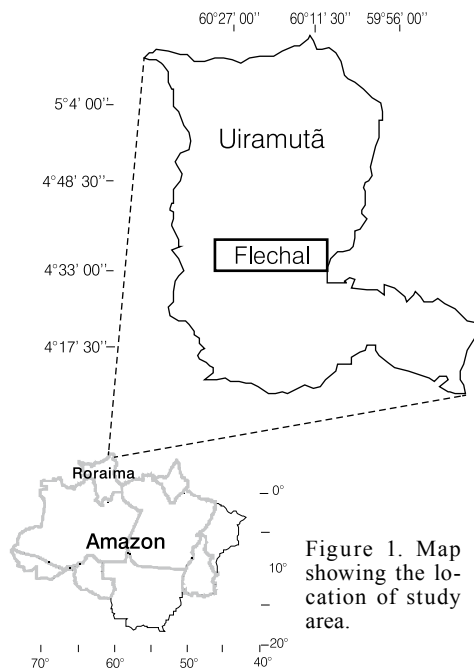 60°27' 00" 60°11' 30" 59°56' 00"
5°4' 00"
Uiramutã
4°48' 30"
Flechal
4°33' 00"
4°17' 30"
Roraima
0°
Amazon
Figure 1. Map
showing the lo-
cation of study
area.
10°
20°
70° 60° 50° 40°